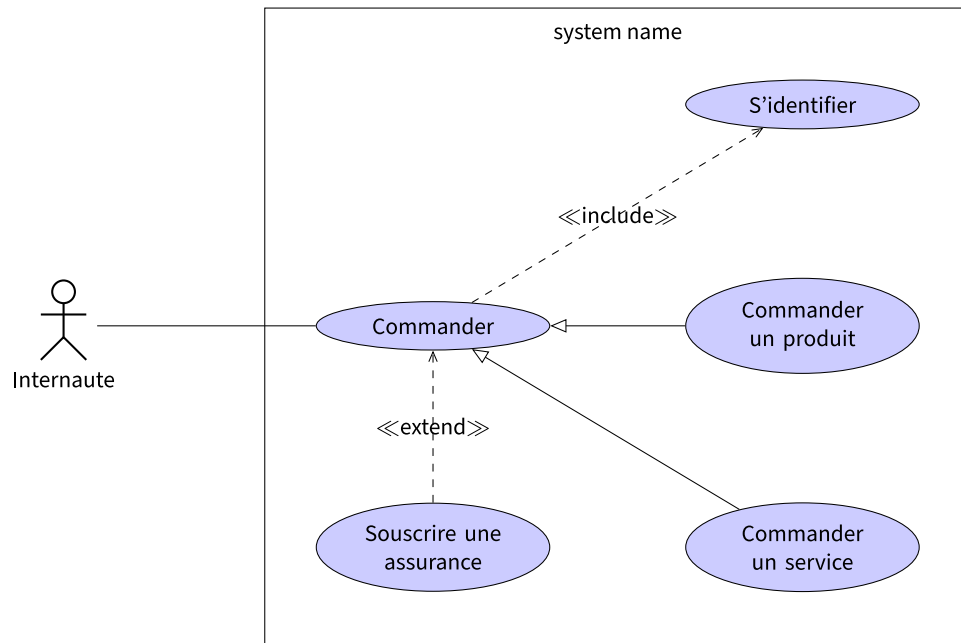 system name
S'identifier
≪include≫
Commander
Commander
un produit
Internaute
≪extend≫
Souscrire une
assurance
Commander
un service